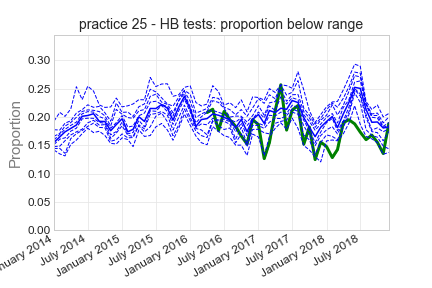 practice 25 - HB tests: proportion below range
Proportion
0.30
0.25
0.20
0.15
0.10
0.05
0.00
nuary 2014
July 2014
January 2015
July 2015
January 2016
July 2016
January 2017
July 2017
January 2018
July 2018